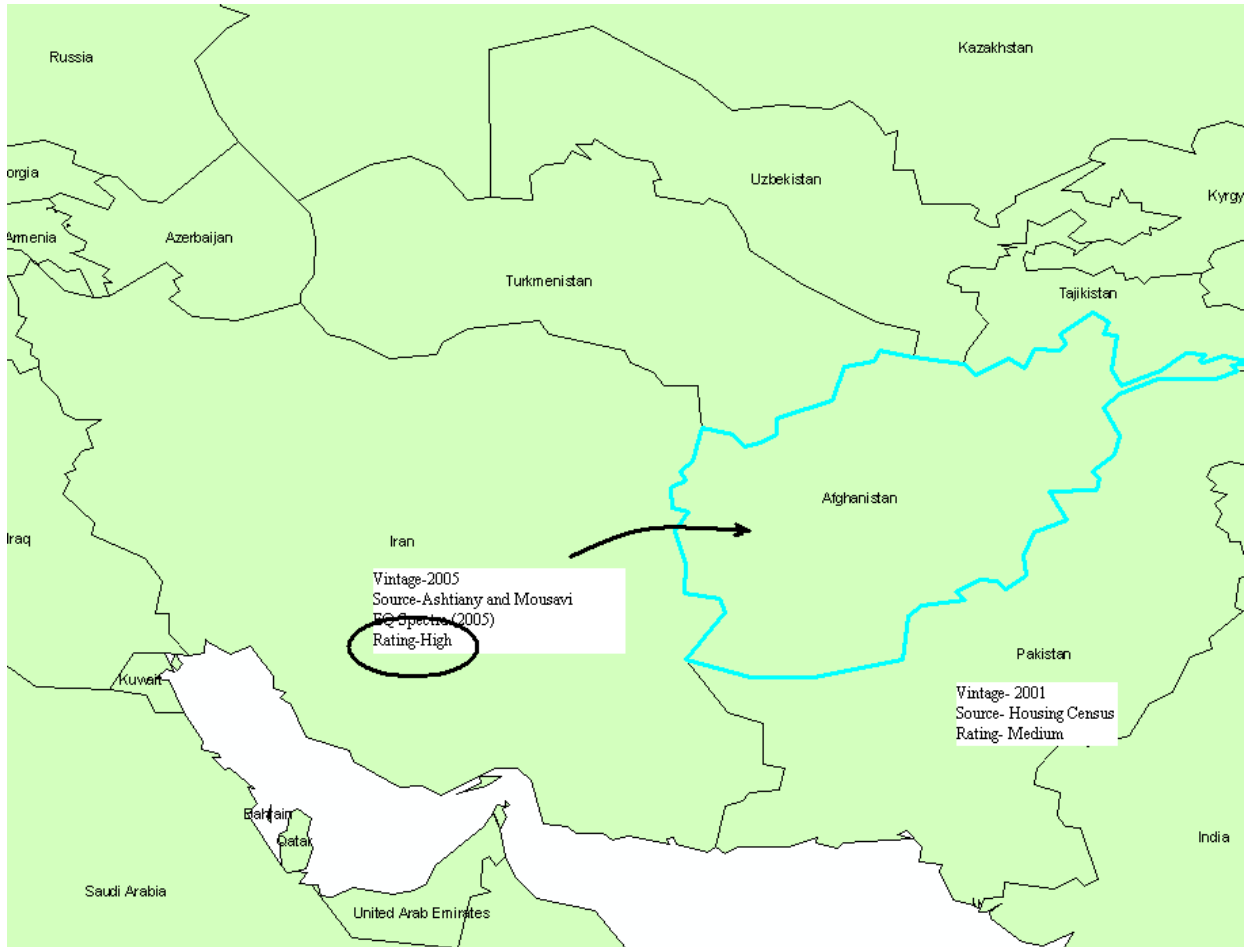 Russia
Kazakhstan
orgia
Uzbekistan
Kyrgy
Armenia
Azerbaijan
Turkmenistan
Tajikistan
Afghanistan
Iraq
Iran
Vintage-2005
Source-Ashtiany and Mousavi
EQ Spectra (2005)
Rating-High
Kuwait
Pakistan
Vintage- 2001
Source- Housing Census
Rating- Medium
Bahrain
Qatar
India
Saudi Arabia
United Arab Emirates